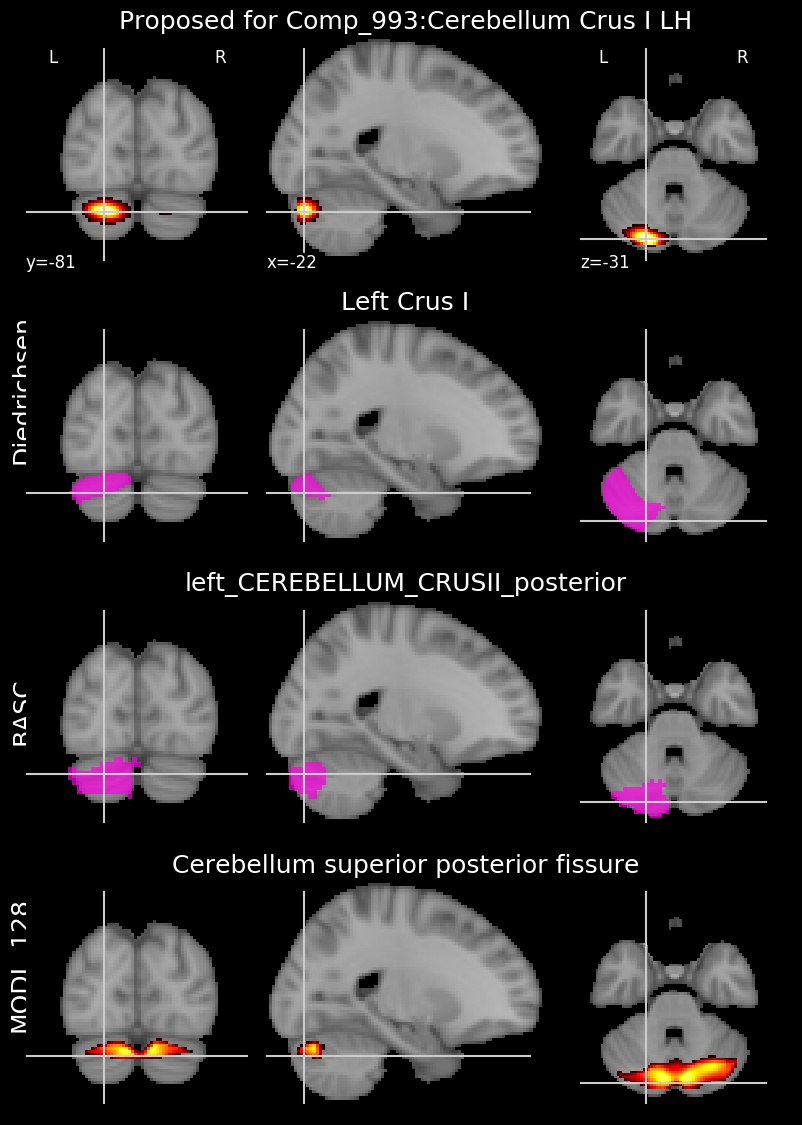 Proposed for Comp_993:Cerebellum Crus I LH
L R L R
y=-81 x=-22 z=-31
Left Crus I
Diedrichsen
left_CEREBELLUM_CRUSII_posterior
BASC
Cerebellum superior posterior fissure
MODL 128